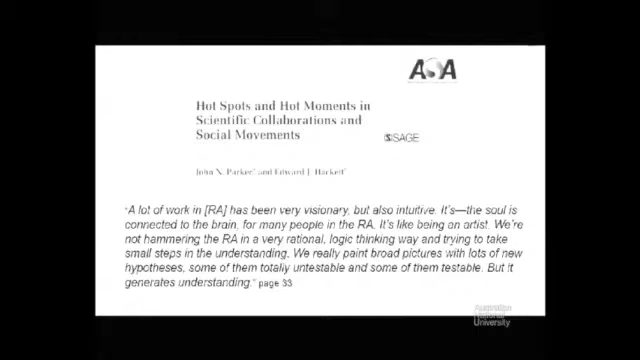 ASA
Hot Spots and Hot Moments in
Scientific Collaborations and
Social Movements
SAGE
John N. Parker* and Edward J. Hackett*
"A lot of work in [RA] has been very visionary, but also intuitive. It's—the soul is
connected to the brain, for many people in the RA. It's like being an artist. We're
not hammering the RA in a very rational, logic thinking way and trying to take
small steps in the understanding. We really paint broad pictures with lots of new
hypotheses, some of them totally untestable and some of them testable. But it
generates understanding." page 33
Australian
National
University